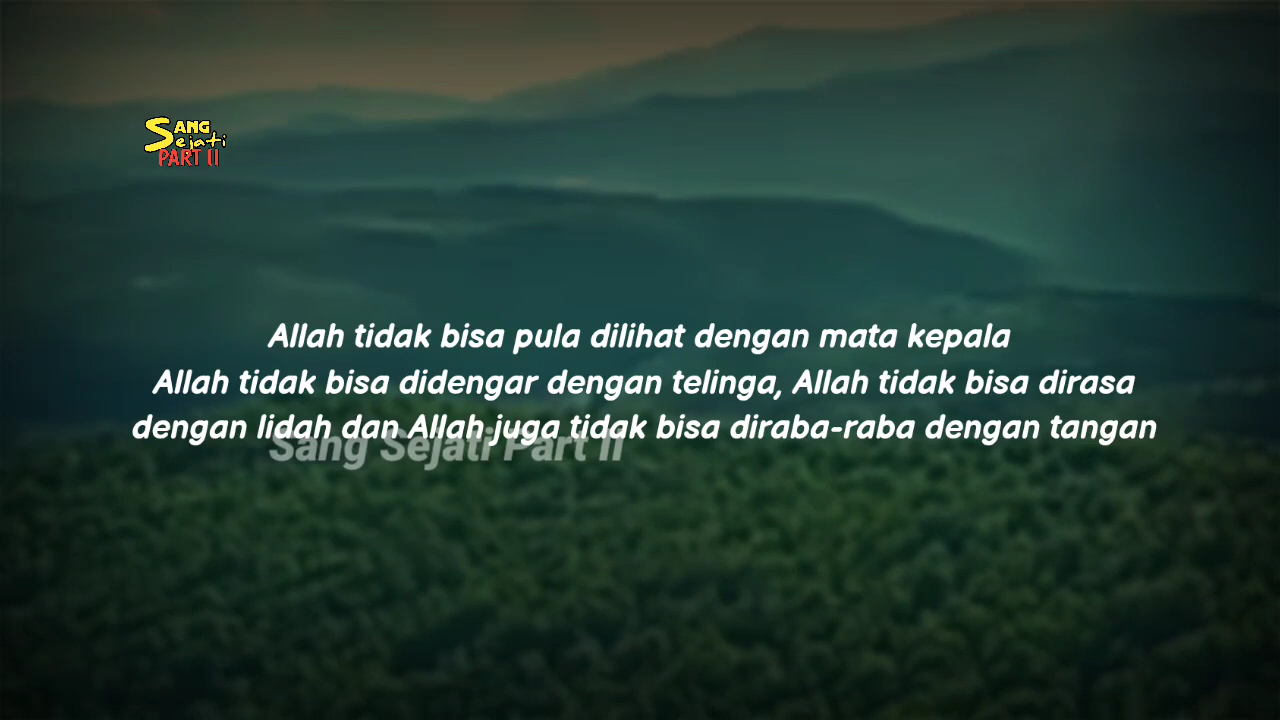 SANG
Sejati
PART II
Allah tidak bisa pula dilihat dengan mata kepala
Allah tidak bisa didengar dengan telinga, Allah tidak bisa dirasa
dengan lidah dan Allah juga tidak bisa diraba-raba dengan tangan
Sang Sejati Part II